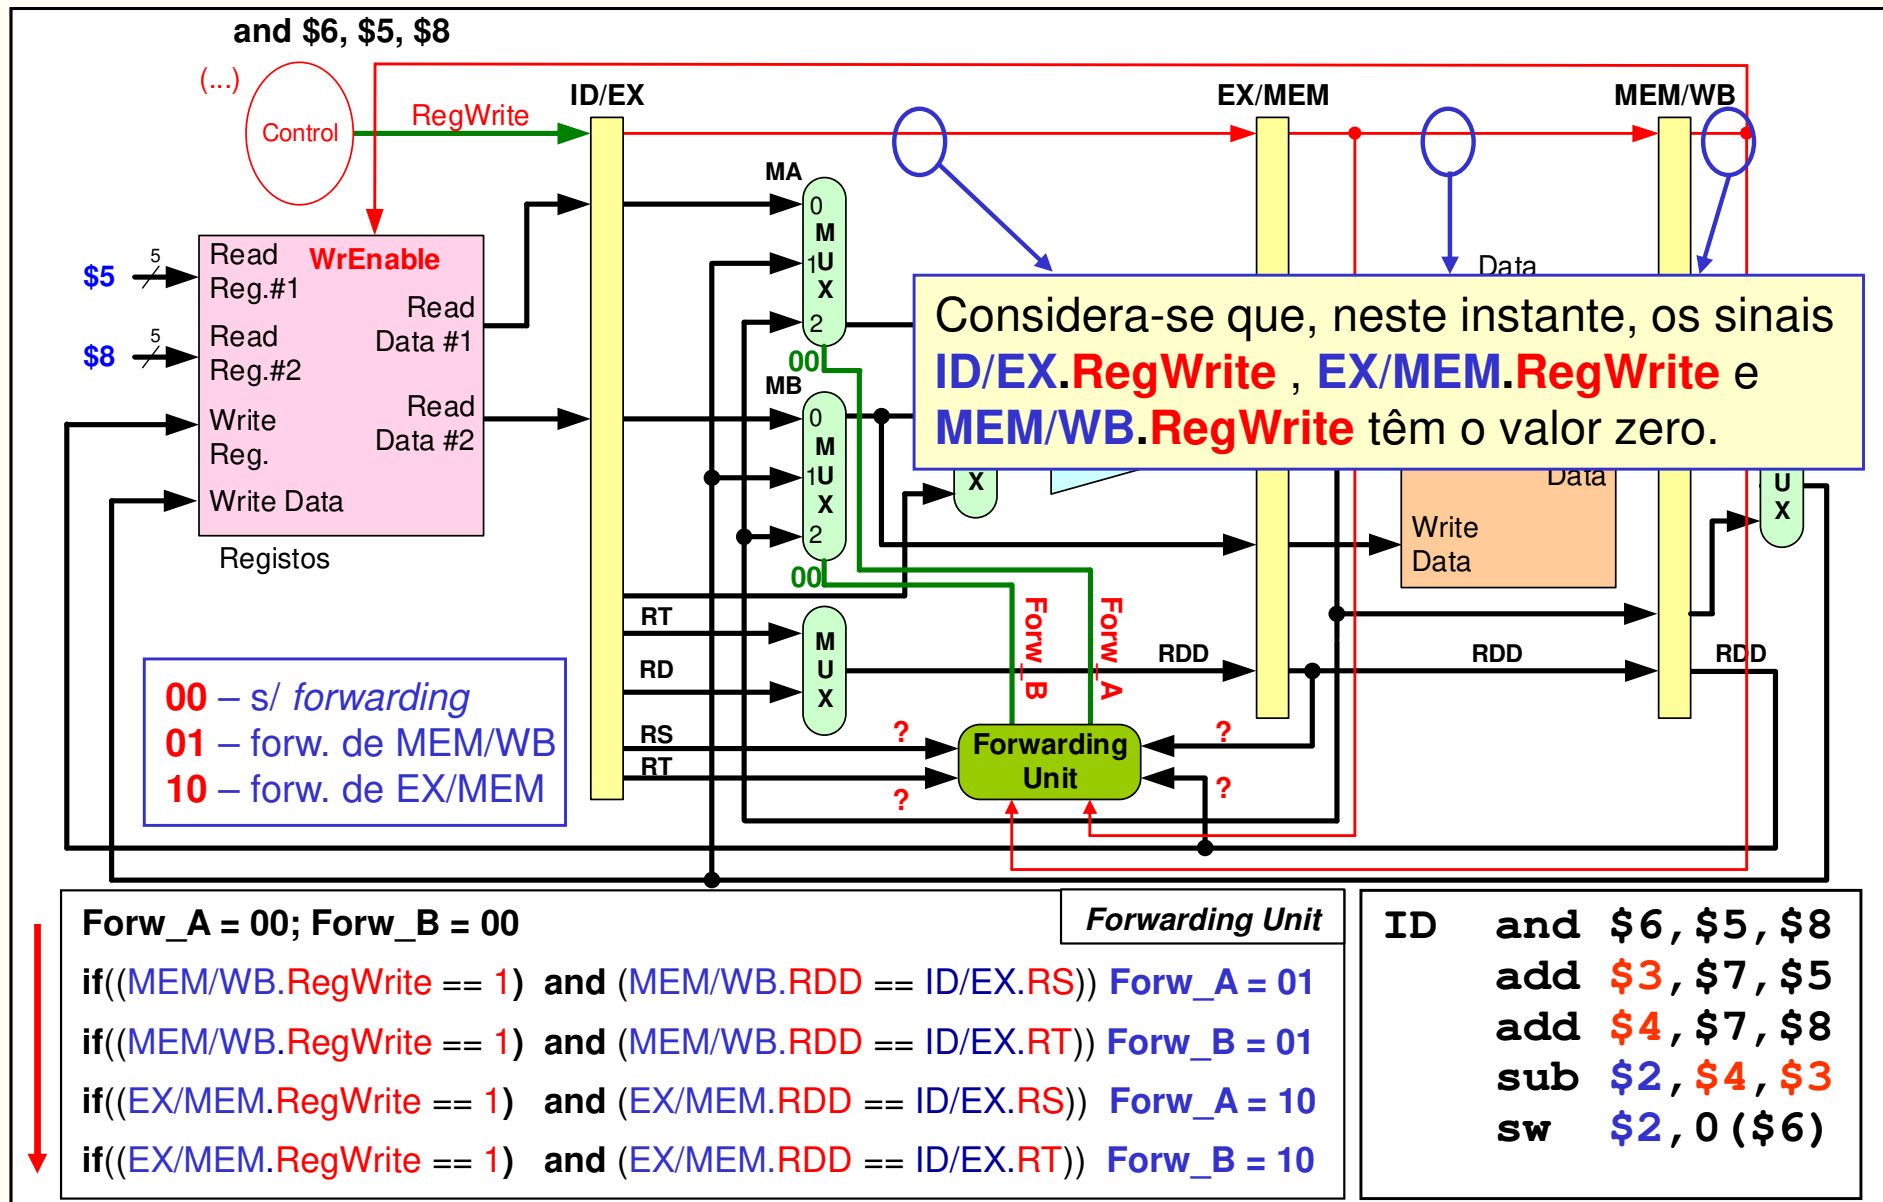 and $6, $5, $8
(...)
Control
RegWrite
ID/EX
EX/MEM
MEM/WB
MA
0
M
1U
X
2
00
WrEnable
$5
5
Read
Reg.#1
$8
5
Read
Reg.#2
Read
Data #1
Write
Reg.
Read
Data #2
Write Data
Registos
MB
0
M
1U
X
2
00
Data
Considera-se que, neste instante, os sinais
ID/EX.RegWrite , EX/MEM.RegWrite e
MEM/WB.RegWrite têm o valor zero.
X
Data
U
X
Write
Data
RT
RD
M
U
X
RDD
RDD
RDD
Forw_B
Forw_A
RS
RT
?
?
?
?
Forwarding
Unit
00 – s/ forwarding
01 – forw. de MEM/WB
10 – forw. de EX/MEM
Forw_A = 00; Forw_B = 00
Forwarding Unit
if((MEM/WB.RegWrite == 1) and (MEM/WB.RDD == ID/EX.RS)) Forw_A = 01
if((MEM/WB.RegWrite == 1) and (MEM/WB.RDD == ID/EX.RT)) Forw_B = 01
if((EX/MEM.RegWrite == 1) and (EX/MEM.RDD == ID/EX.RS)) Forw_A = 10
if((EX/MEM.RegWrite == 1) and (EX/MEM.RDD == ID/EX.RT)) Forw_B = 10
ID and $6,$5,$8
add $3,$7,$5
add $4,$7,$8
sub $2,$4,$3
sw $2,0($6)